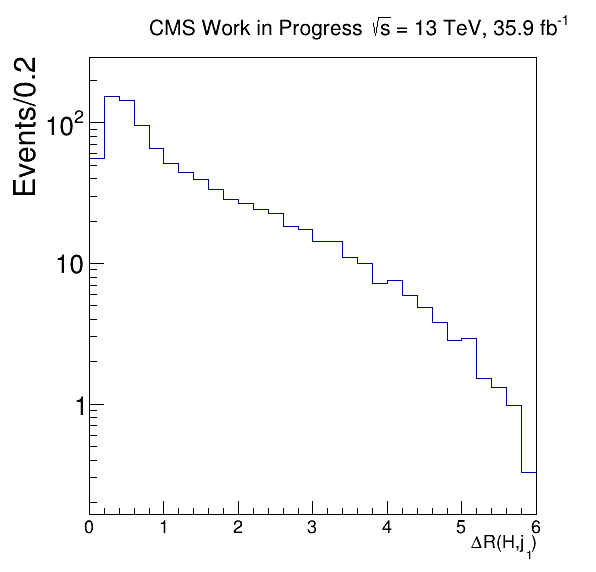 CMS Work in Progress √s = 13 TeV, 35.9 fb⁻¹
Events/0.2
10²
10
1
0 1 2 3 4 5 6
ΔR(H,j₁)